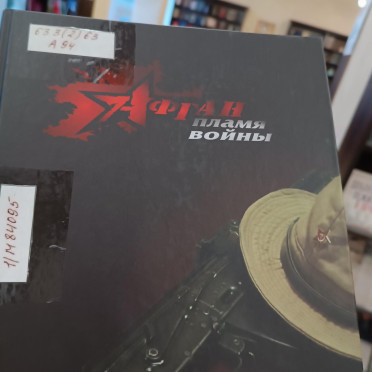 63.3(2)63
А 94
Афган
пламя
войны
1/М 84095